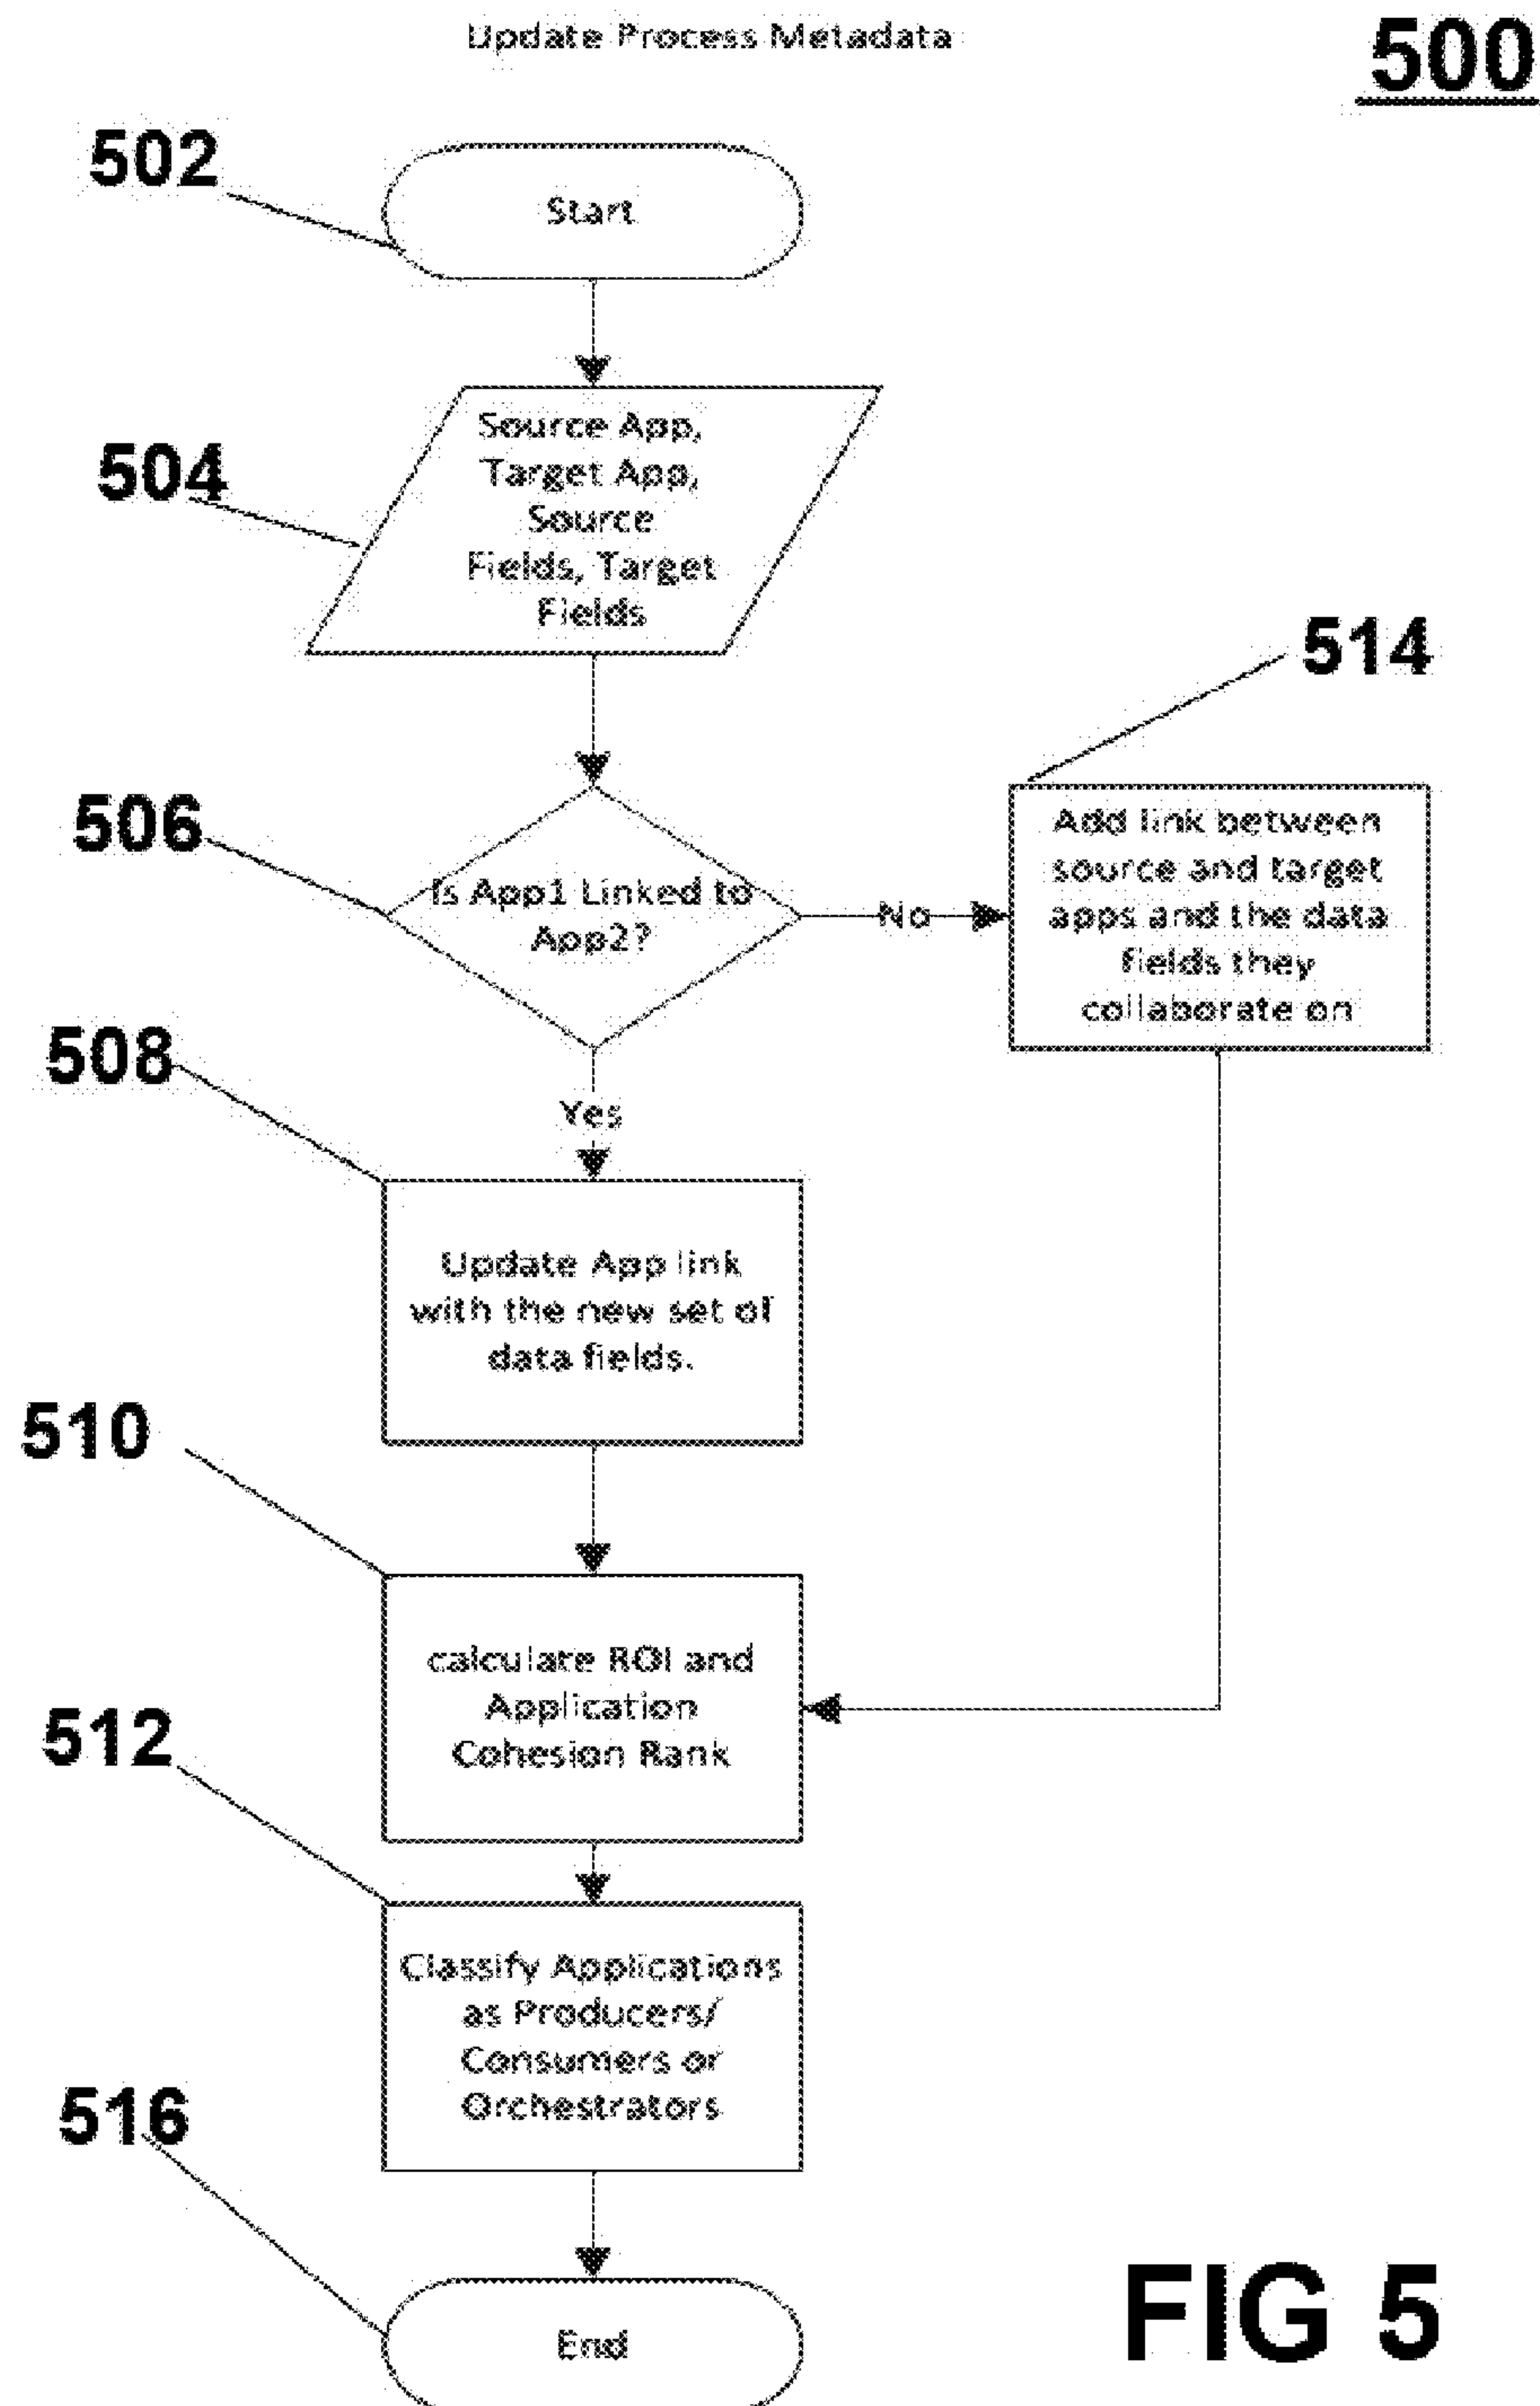 Update Process Metadata
500
502
Start
504
Source App,
Target App,
Source
Fields, Target
Fields
514
506
Is App1 Linked to
App2?
No
Add link between
source and target
apps and the data
fields they
collaborate on
508
Yes
Update App link
with the new set of
data fields.
510
calculate ROI and
Application
Cohesion Rank
512
Classify Applications
as Producers/
Consumers or
Orchestrators
516
End
FIG 5